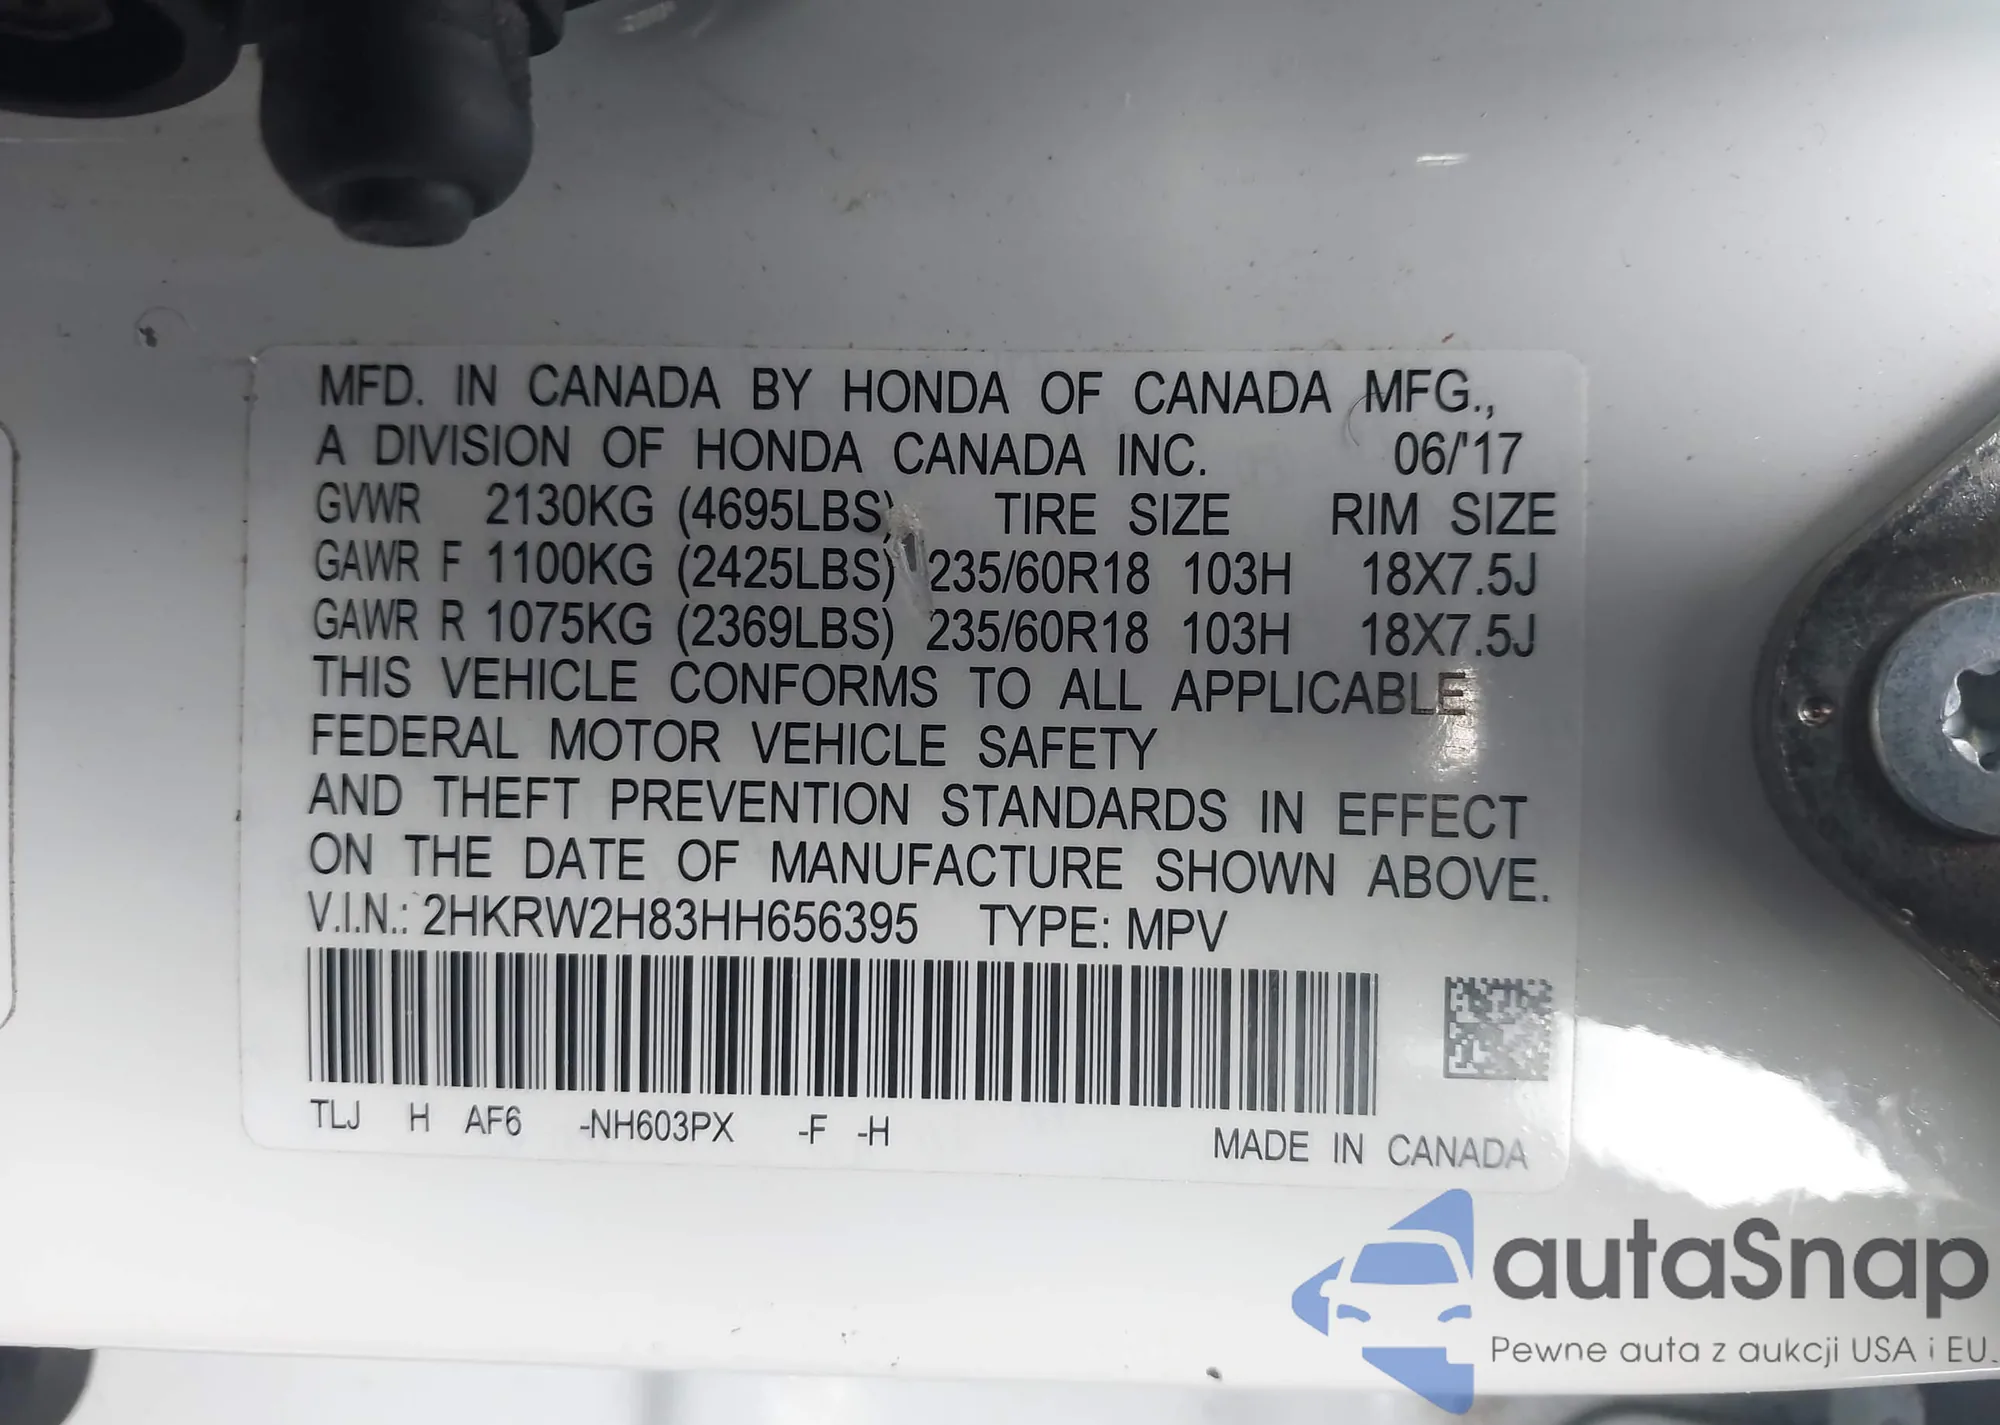 MFD. IN CANADA BY HONDA OF CANADA MFG.,
A DIVISION OF HONDA CANADA INC. 06/'17
GVWR 2130KG (4695LBS) TIRE SIZE RIM SIZE
GAWR F 1100KG (2425LBS) 235/60R18 103H 18X7.5J
GAWR R 1075KG (2369LBS) 235/60R18 103H 18X7.5J
THIS VEHICLE CONFORMS TO ALL APPLICABLE
FEDERAL MOTOR VEHICLE SAFETY
AND THEFT PREVENTION STANDARDS IN EFFECT
ON THE DATE OF MANUFACTURE SHOWN ABOVE.
V.I.N.: 2HKRW2H83HH656395 TYPE: MPV
TLJ H AF6 -NH603PX -F -H
MADE IN CANADA
autaSnap
Pewne auta z aukcji USA i EU.